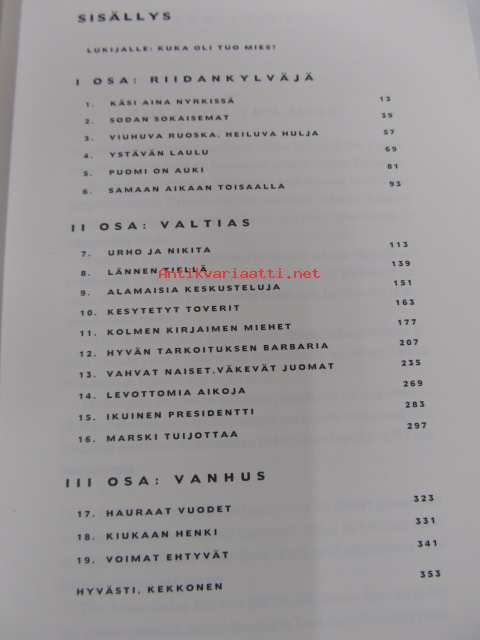 SISÄLLYS
LUKIJALLE: KUKA OLI TUO MIES?
I OSA: RIIDANKYLVÄJÄ
1. KÄSI AINA NYRKISSÄ 13
2. SODAN SOKAISEMAT 39
3. VIUHUVA RUOSKA, HEILUVA HULJA 57
4. YSTÄVÄN LAULU 69
5. PUOMI ON AUKI 81
6. SAMAAN AIKAAN TOISAALLA 93
II OSA: VALTIAS
7. URHO JA NIKITA 113
8. LÄNNEN TIELLÄ 139
Antikvariaatti.net
9. ALAMAISIA KESKUSTELUJA 151
10. KESYTETYT TOVERIT 163
11. KOLMEN KIRJAIMEN MIEHET 177
12. HYVÄN TARKOITUKSEN BARBARIA 207
13. VAHVAT NAISET, VÄKEVÄT JUOMAT 235
14. LEVOTTOMIA AIKOJA 269
15. IKUINEN PRESIDENTTI 283
16. MARSKI TUIJOTTAA 297
III OSA: VANHUS
17. HAURAAT VUODET 323
18. KIUKAAN HENKI 331
19. VOIMAT EHTYVÄT 341
HYVÄSTI, KEKKONEN 353